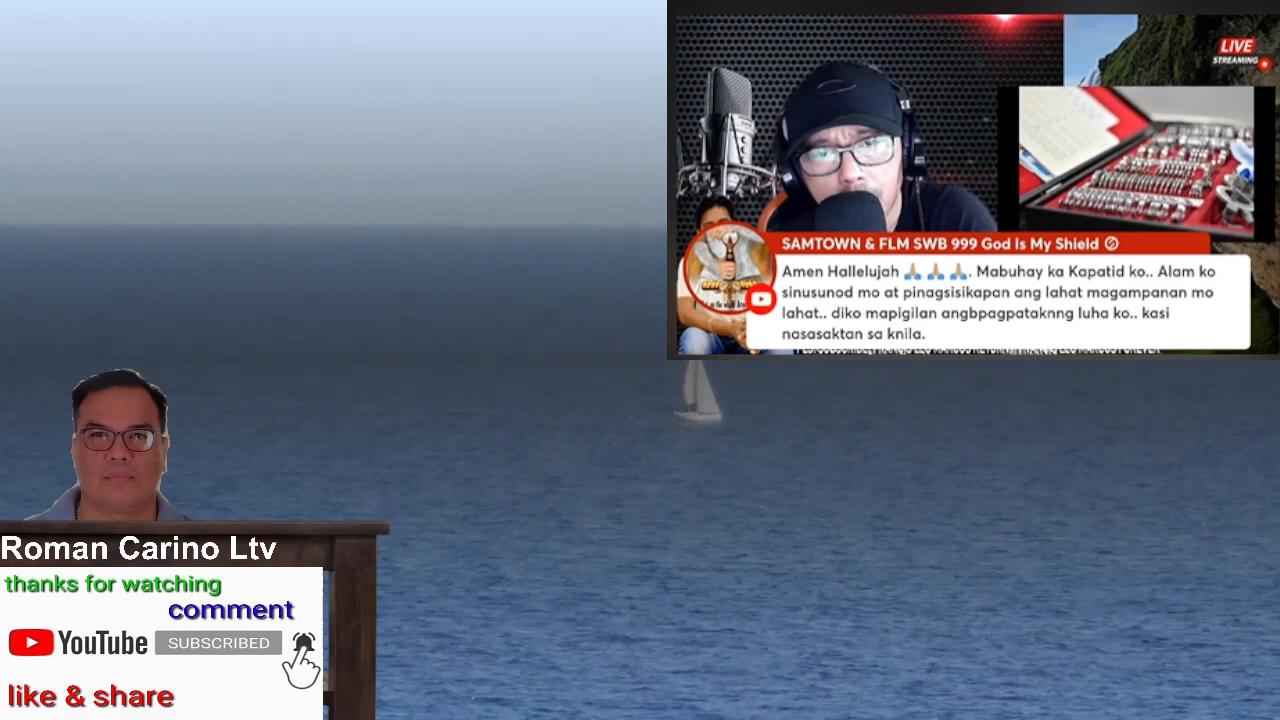 LIVE
STREAMING
SAMTOWN & FLM SWB 999 God Is My Shield
Amen Hallelujah 🙏🙏🙏. Mabuhay ka Kapatid ko.. Alam ko
sinusunod mo at pinagsisikapan ang lahat magampanan mo
lahat.. diko mapigilan angbpagpataknng luha ko.. kasi
nasasaktan sa knila.
Roman Carino Ltv
thanks for watching
comment
YouTube SUBSCRIBED
like & share